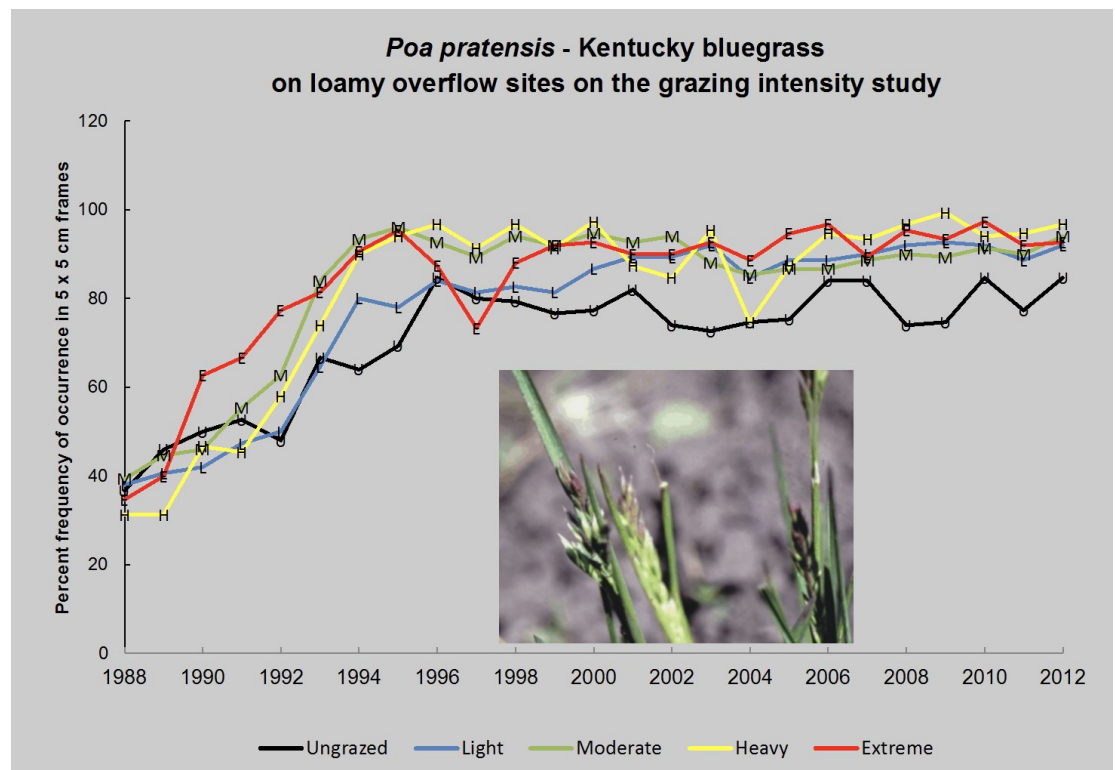 Poa pratensis - Kentucky bluegrass
on loamy overflow sites on the grazing intensity study
Percent frequency of occurrence in 5 x 5 cm frames
120
100
80
60
40
20
0
1988 1990 1992 1994 1996 1998 2000 2002 2004 2006 2008 2010 2012
Ungrazed Light Moderate Heavy Extreme